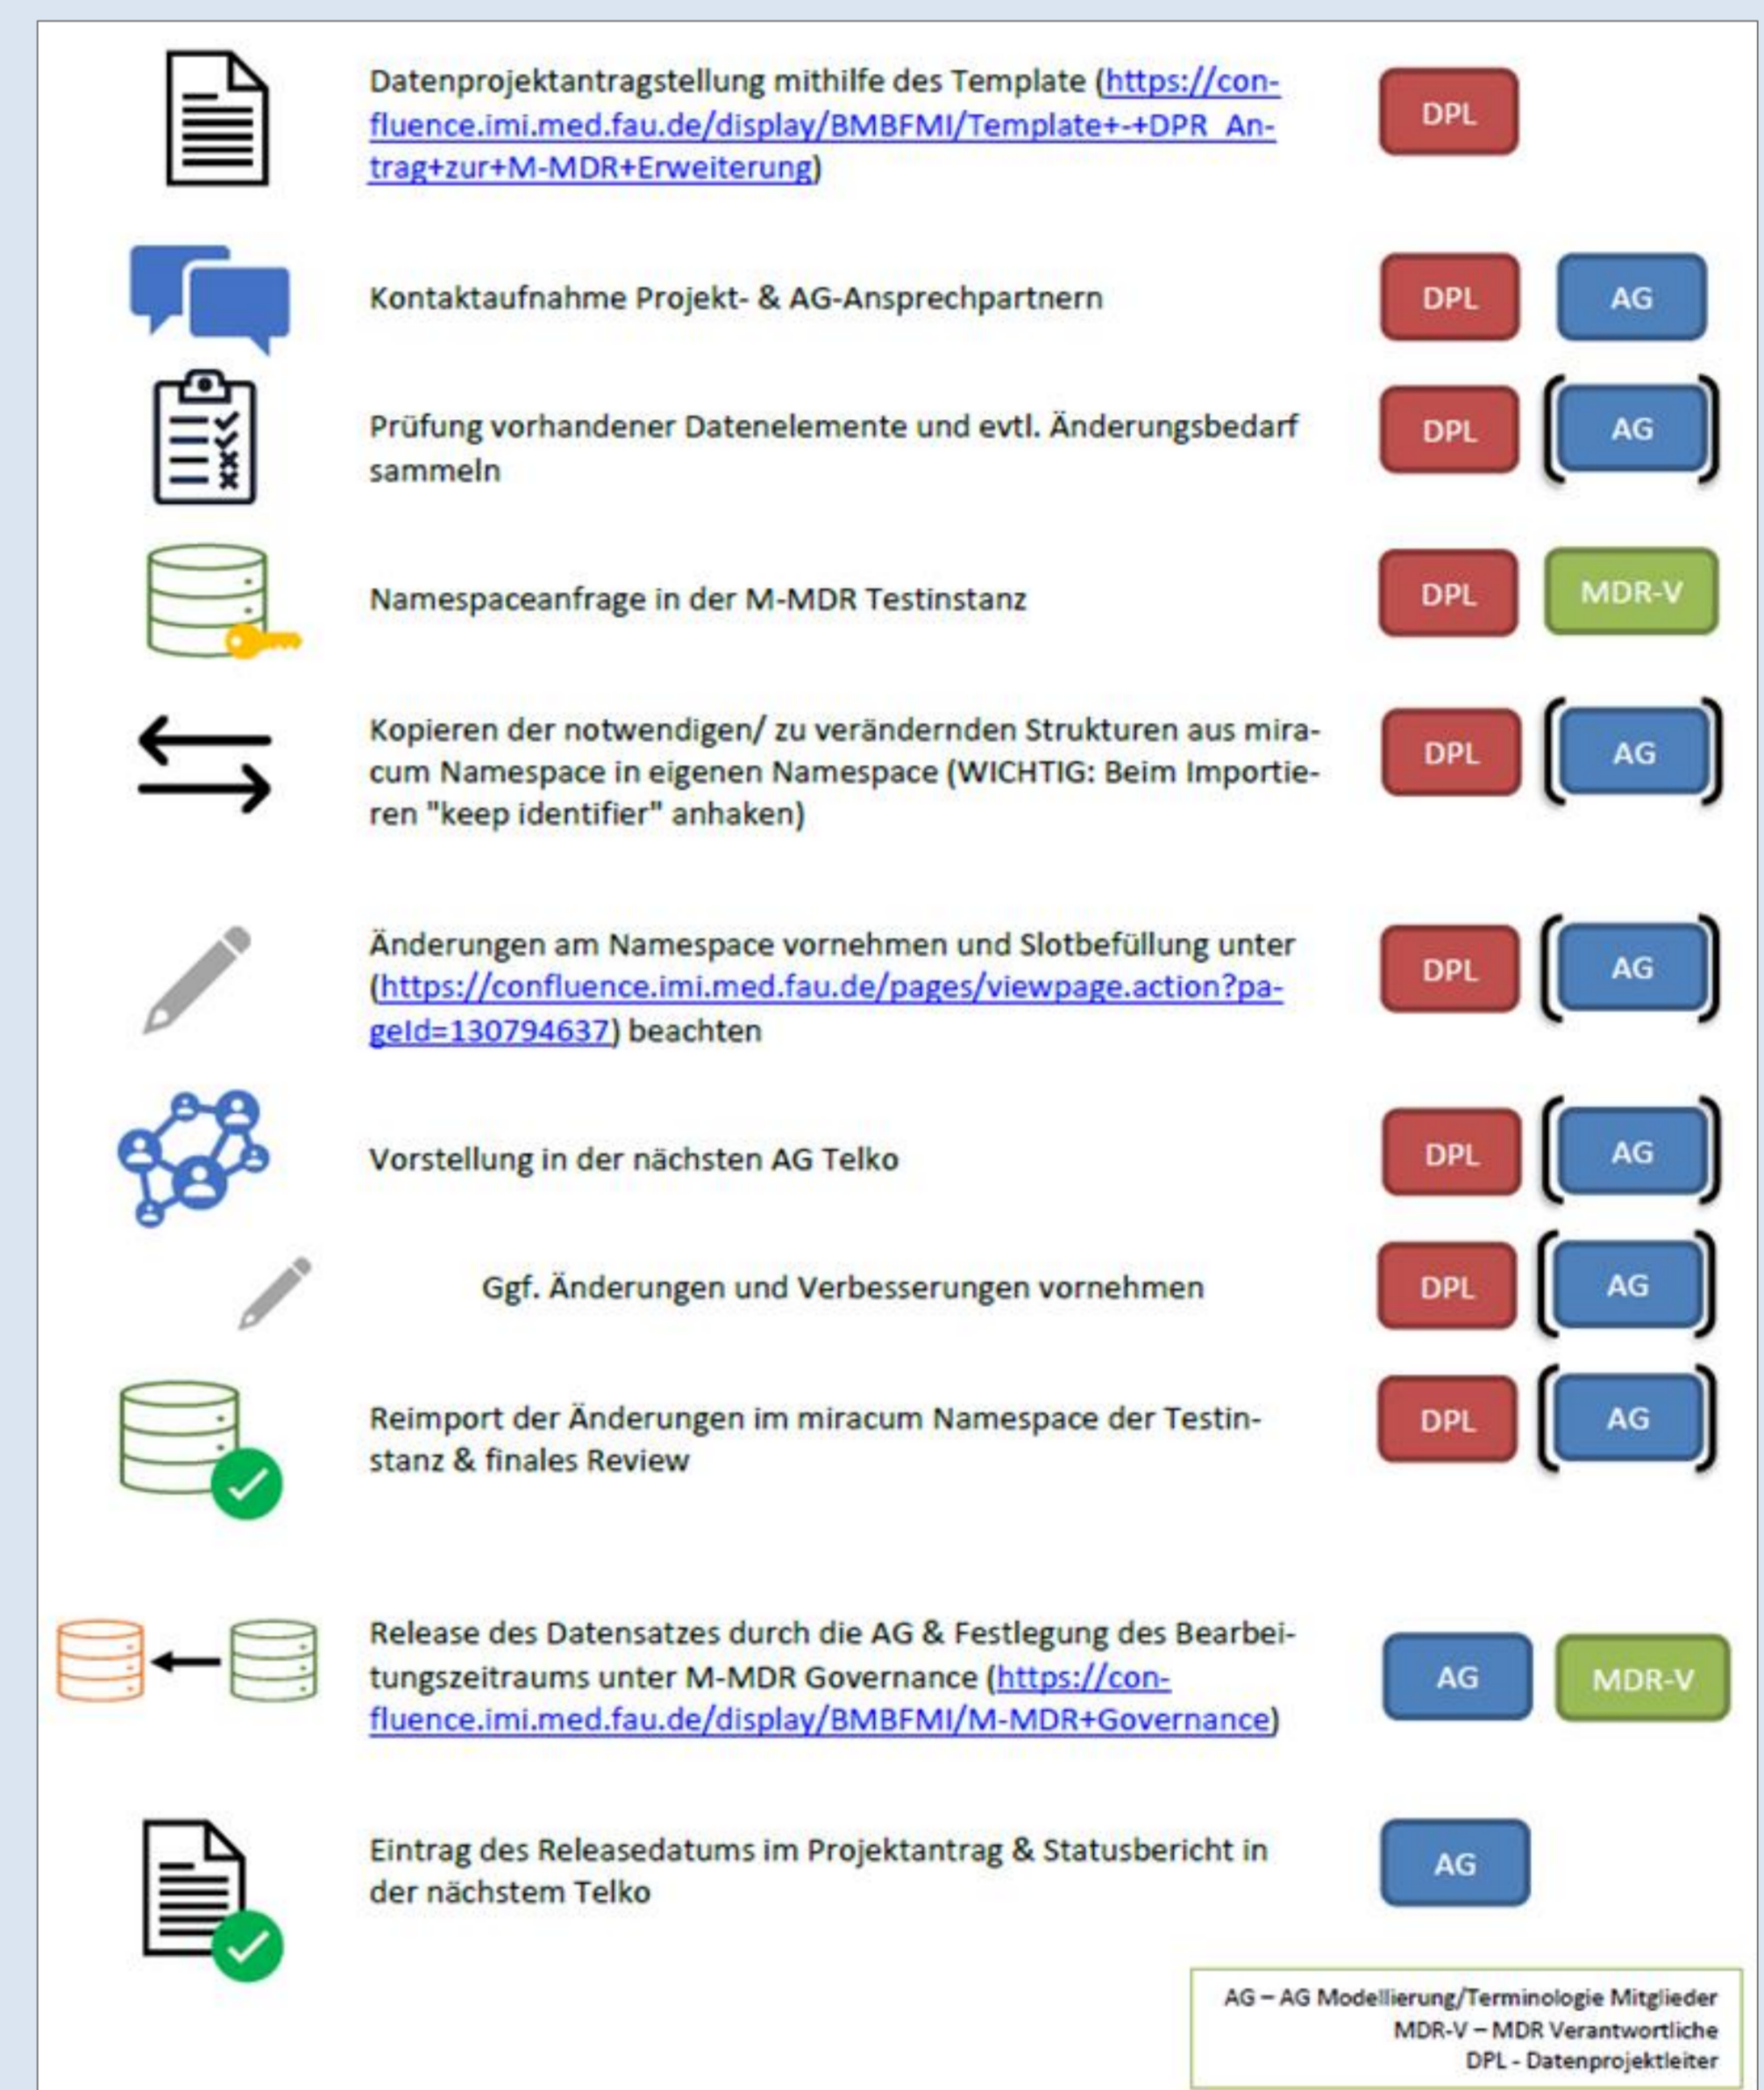 Datenprojektantragstellung mithilfe des Template (https://con-
fluence.imi.med.fau.de/display/BMBFMI/Template+-+DPR_An-
trag+zur+M-MDR+Erweiterung)
DPL
Kontaktaufnahme Projekt- & AG-Ansprechpartnern
DPL
AG
Prüfung vorhandener Datenelemente und evtl. Änderungsbedarf
sammeln
DPL
(AG)
Namespaceanfrage in der M-MDR Testinstanz
DPL
MDR-V
Kopieren der notwendigen/ zu verändernden Strukturen aus mira-
cum Namespace in eigenen Namespace (WICHTIG: Beim Importie-
ren "keep identifier" anhaken)
DPL
(AG)
Änderungen am Namespace vornehmen und Slotbefüllung unter
(https://confluence.imi.med.fau.de/pages/viewpage.action?pa-
geId=130794637) beachten
DPL
(AG)
Vorstellung in der nächsten AG Telko
DPL
(AG)
Ggf. Änderungen und Verbesserungen vornehmen
DPL
(AG)
Reimport der Änderungen im miracum Namespace der Testin-
stanz & finales Review
DPL
(AG)
Release des Datensatzes durch die AG & Festlegung des Bearbei-
tungszeitraums unter M-MDR Governance (https://con-
fluence.imi.med.fau.de/display/BMBFMI/M-MDR+Governance)
AG
MDR-V
Eintrag des Releasedatums im Projektantrag & Statusbericht in
der nächstem Telko
AG
AG – AG Modellierung/Terminologie Mitglieder
MDR-V – MDR Verantwortliche
DPL - Datenprojektleiter